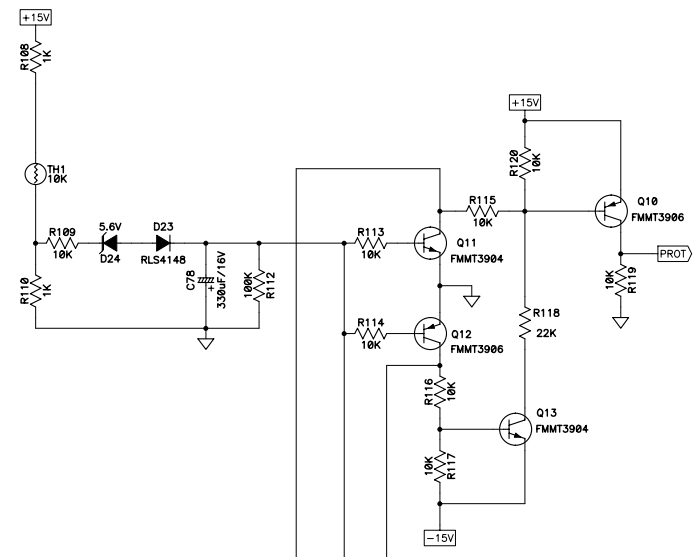 +15V
R108
1K
TH1
10K
R109
10K
5.6V
D24
D23
RLS4148
R110
1K
C78
+
330uF/16V
100K
R112
R113
10K
Q11
FMMT3904
R114
10K
Q12
FMMT3906
R115
10K
+15V
R120
10K
Q10
FMMT3906
PROT
10K
R119
R118
22K
R116
10K
Q13
FMMT3904
10K
R117
-15V